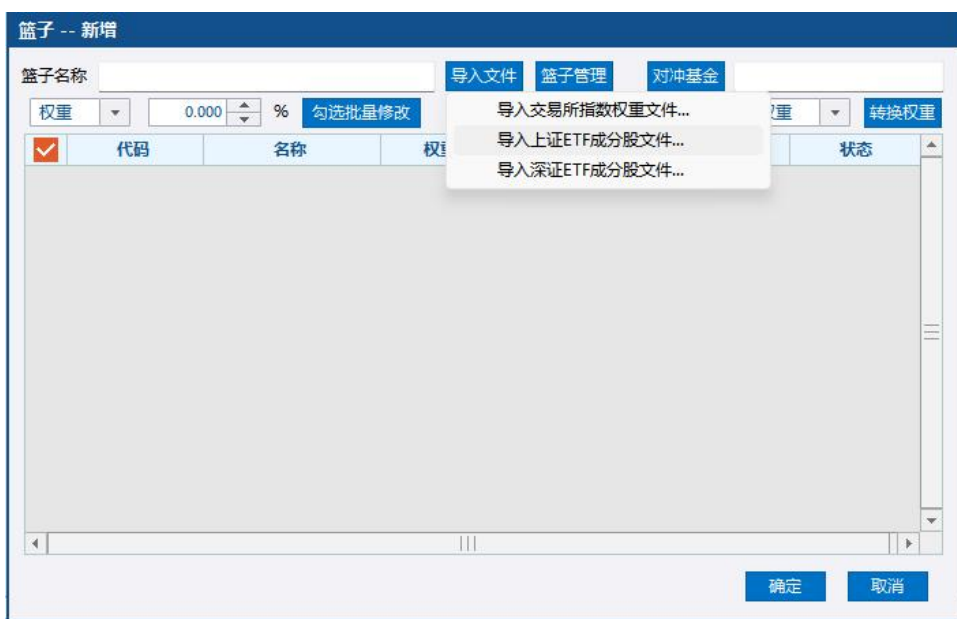 篮子 -- 新增
篮子名称 导入文件 篮子管理 对冲基金
权重 0.000 % 勾选批量修改 重 转换权重
代码 名称 权 状态
导入交易所指数权重文件...
导入上证ETF成分股文件...
导入深证ETF成分股文件...
确定 取消